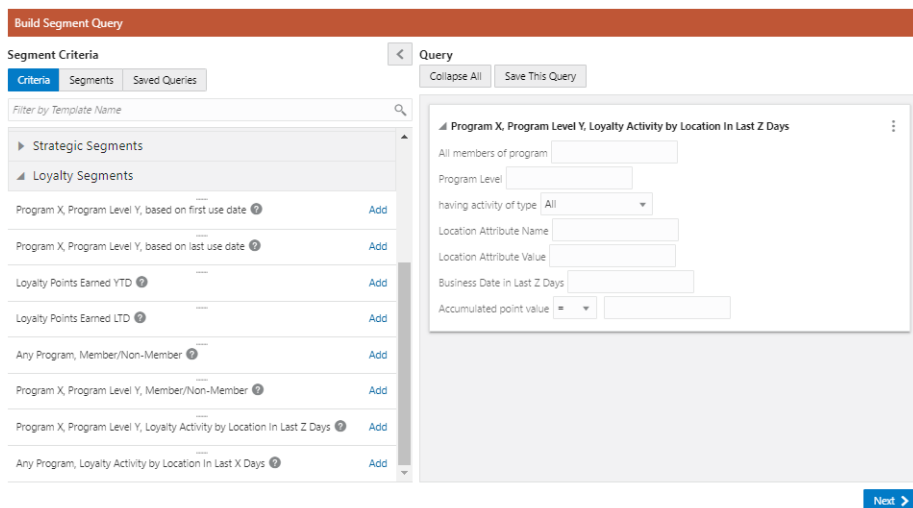 Build Segment Query
Segment Criteria
Criteria Segments Saved Queries
Filter by Template Name
Strategic Segments
Loyalty Segments
Program X, Program Level Y, based on first use date ? Add
Program X, Program Level Y, based on last use date ? Add
Loyalty Points Earned YTD ? Add
Loyalty Points Earned LTD ? Add
Any Program, Member/Non-Member ? Add
Program X, Program Level Y, Member/Non-Member ? Add
Program X, Program Level Y, Loyalty Activity by Location In Last Z Days ? Add
Any Program, Loyalty Activity by Location In Last X Days ? Add
Query
Collapse All Save This Query
Program X, Program Level Y, Loyalty Activity by Location In Last Z Days
All members of program
Program Level
having activity of type All
Location Attribute Name
Location Attribute Value
Business Date in Last Z Days
Accumulated point value =
Next